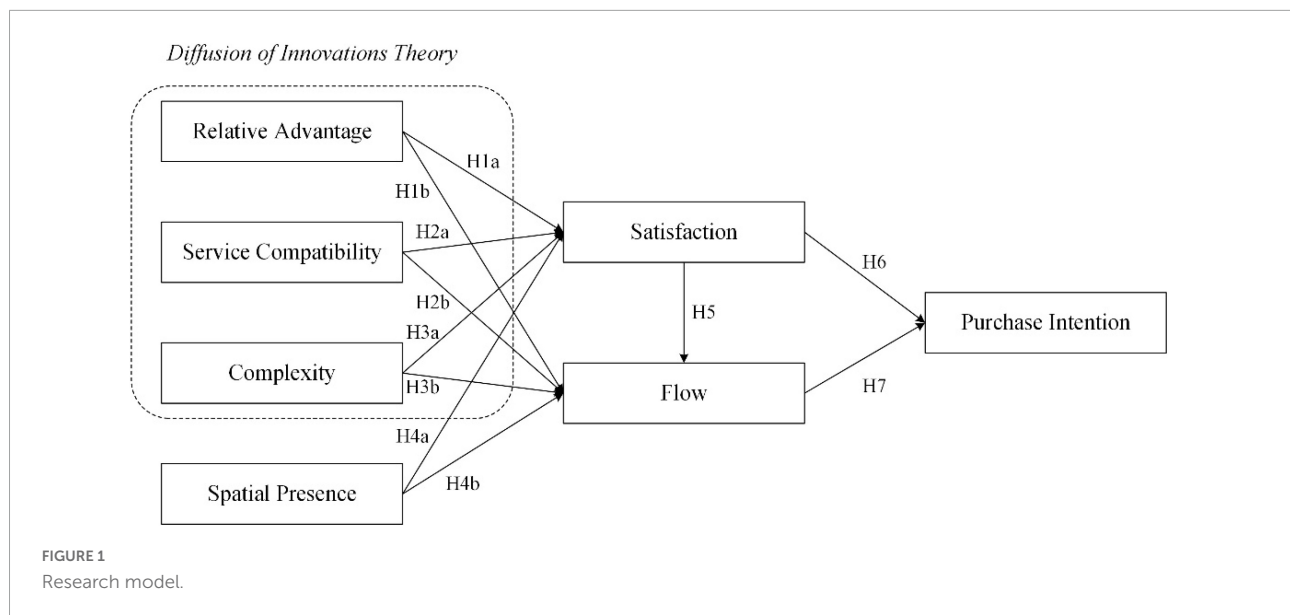 Diffusion of Innovations Theory
Relative Advantage
H1a
H1b
Service Compatibility
H2a
H2b
Satisfaction
H6
H3a
H5
Purchase Intention
Complexity
H3b
Flow
H7
H4a
H4b
Spatial Presence
FIGURE 1
Research model.